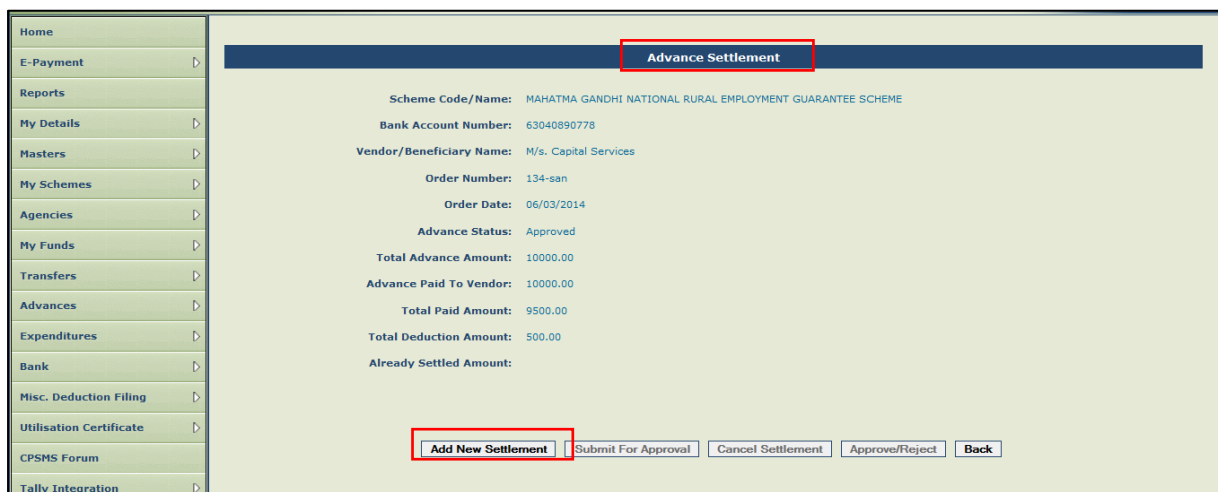 Home
E-Payment
Reports
My Details
Masters
My Schemes
Agencies
My Funds
Transfers
Advances
Expenditures
Bank
Misc. Deduction Filing
Utilisation Certificate
CPSMS Forum
Tally Integration
Advance Settlement
Scheme Code/Name: MAHATMA GANDHI NATIONAL RURAL EMPLOYMENT GUARANTEE SCHEME
Bank Account Number: 63040890778
Vendor/Beneficiary Name: M/s. Capital Services
Order Number: 134-san
Order Date: 06/03/2014
Advance Status: Approved
Total Advance Amount: 10000.00
Advance Paid To Vendor: 10000.00
Total Paid Amount: 9500.00
Total Deduction Amount: 500.00
Already Settled Amount:
Add New Settlement Submit For Approval Cancel Settlement Approve/Reject Back